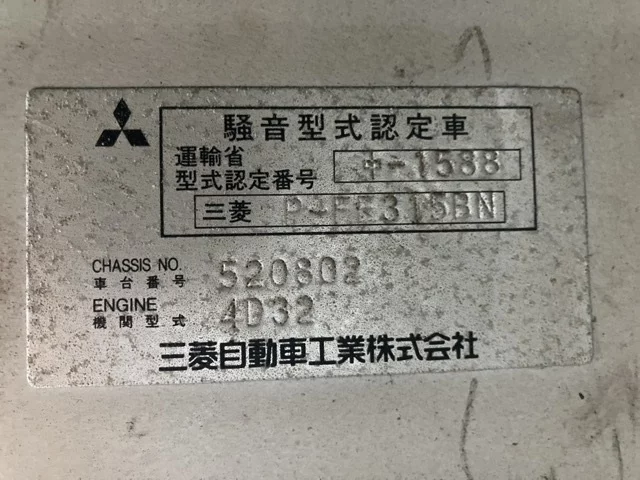 騒音型式認定車
運輸省
型式認定番号 中-1588
三菱 P-FE315BN
CHASSIS NO. 520802
車台番号
ENGINE 4D32
機関型式
三菱自動車工業株式会社